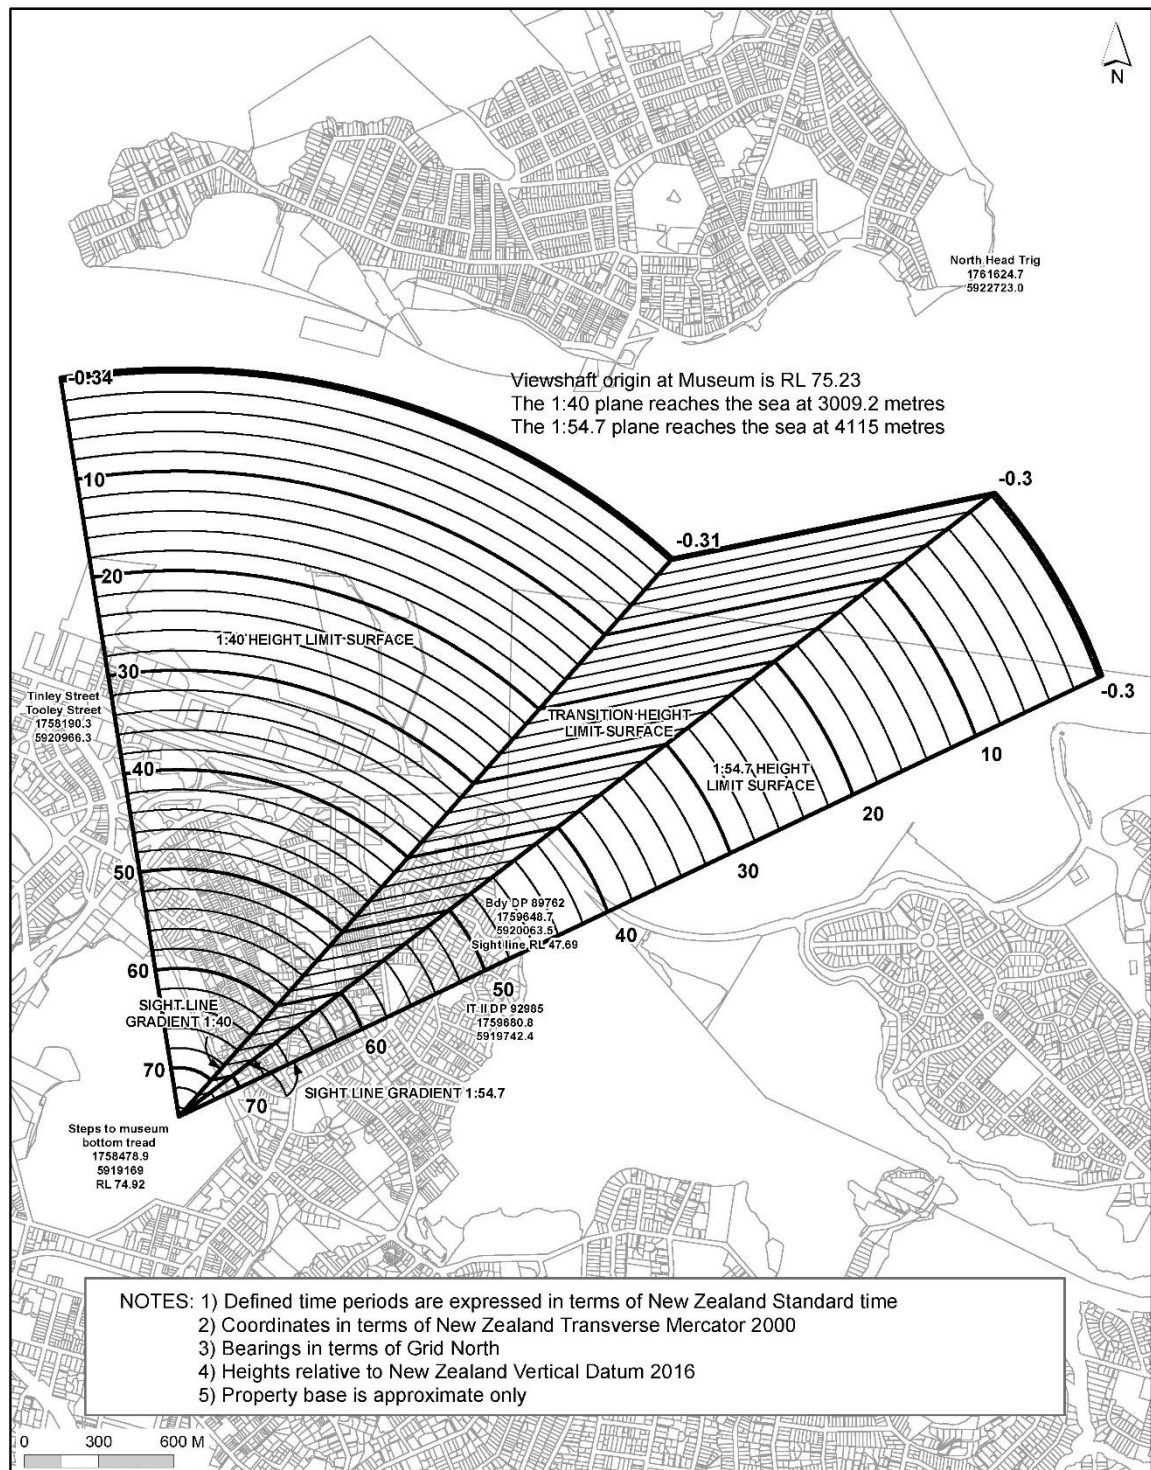 N
North Head Trig
1761624.7
5922723.0
Viewshaft origin at Museum is RL 75.23
The 1:40 plane reaches the sea at 3009.2 metres
The 1:54.7 plane reaches the sea at 4115 metres
-0.34
-0.31
-0.3
-0.3
10
20
30
40
50
60
70
1:40 HEIGHT LIMIT SURFACE
Tinley Street
Tooley Street
1758190.3
5920966.3
TRANSITION HEIGHT
LIMIT SURFACE
1:54.7 HEIGHT
LIMIT SURFACE
10
20
30
40
50
60
70
Bdy DP 89762
1759648.7
5920063.5
Sight line RL 47.69
IT II DP 92985
1759680.8
5919742.4
SIGHT LINE
GRADIENT 1:40
SIGHT LINE GRADIENT 1:54.7
Steps to museum
bottom tread
1758478.9
5919169
RL 74.92
NOTES: 1) Defined time periods are expressed in terms of New Zealand Standard time
2) Coordinates in terms of New Zealand Transverse Mercator 2000
3) Bearings in terms of Grid North
4) Heights relative to New Zealand Vertical Datum 2016
5) Property base is approximate only
0 300 600 M